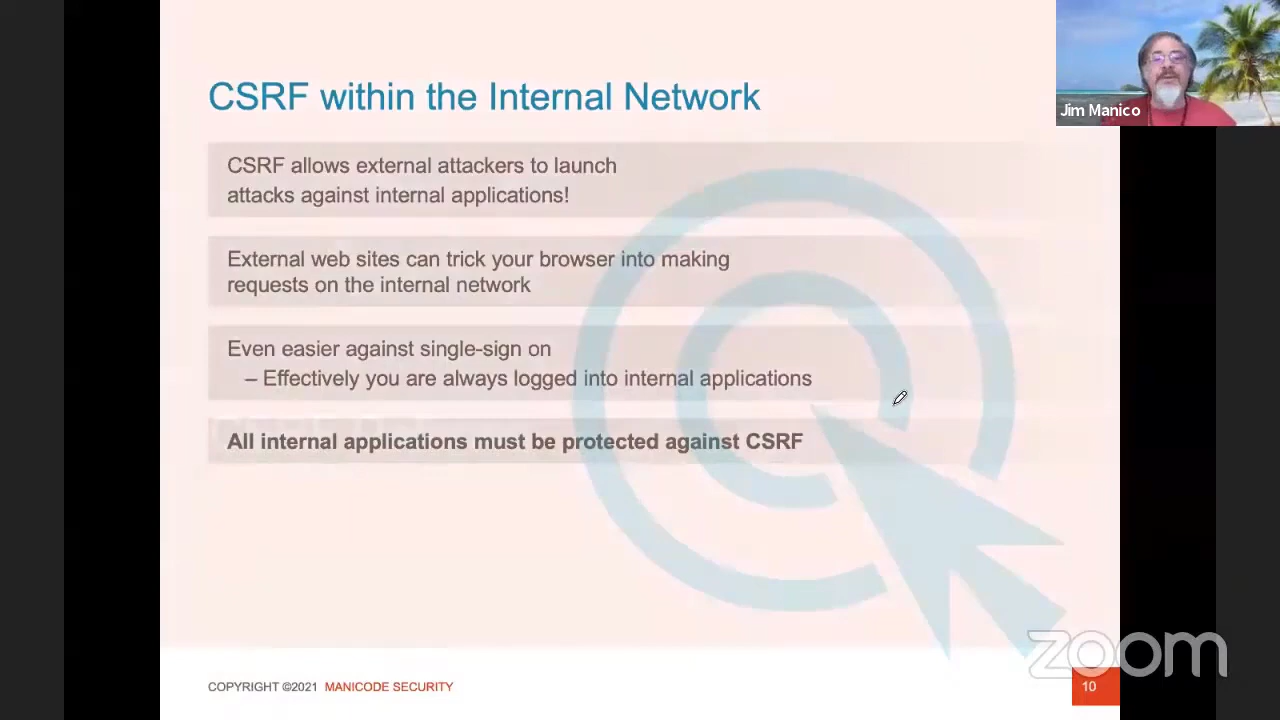 CSRF within the Internal Network
Jim Manico
CSRF allows external attackers to launch
attacks against internal applications!
External web sites can trick your browser into making
requests on the internal network
Even easier against single-sign on
– Effectively you are always logged into internal applications
All internal applications must be protected against CSRF
zoom
COPYRIGHT ©2021 MANICODE SECURITY
10